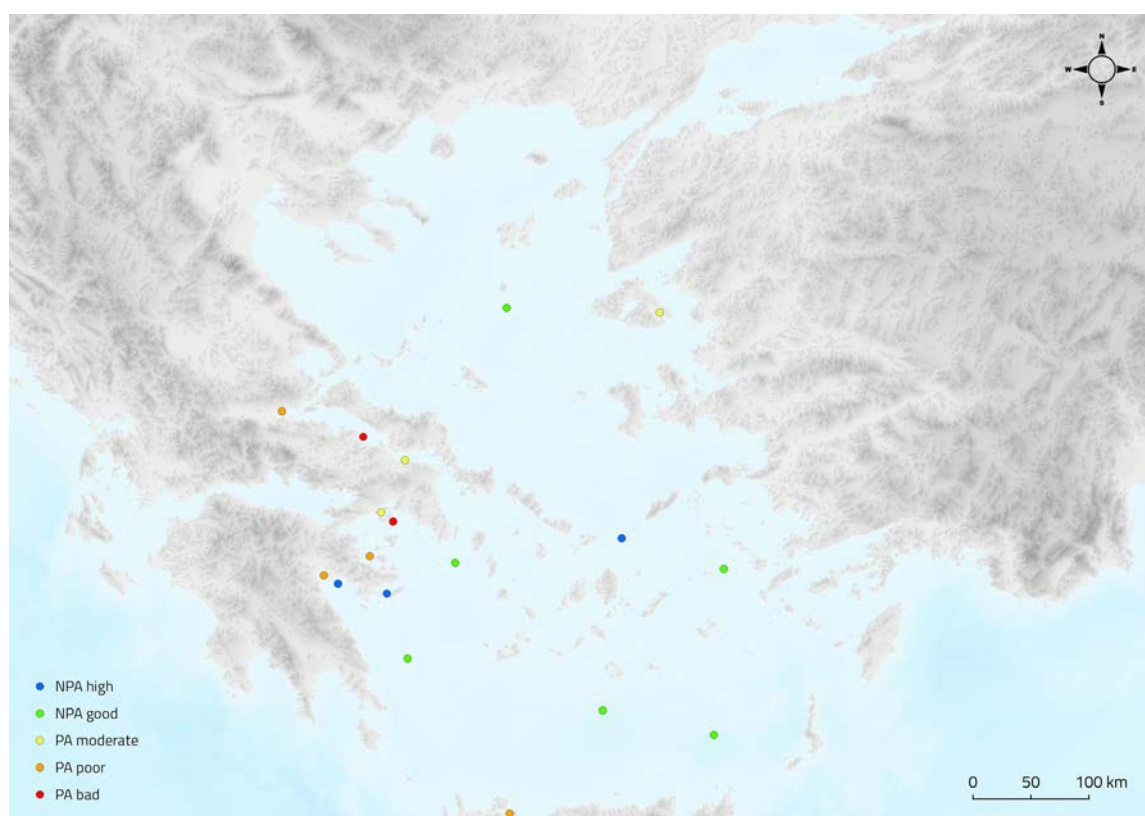 N
W E
S
NPA high
NPA good
PA moderate
PA poor
PA bad
0 50 100 km